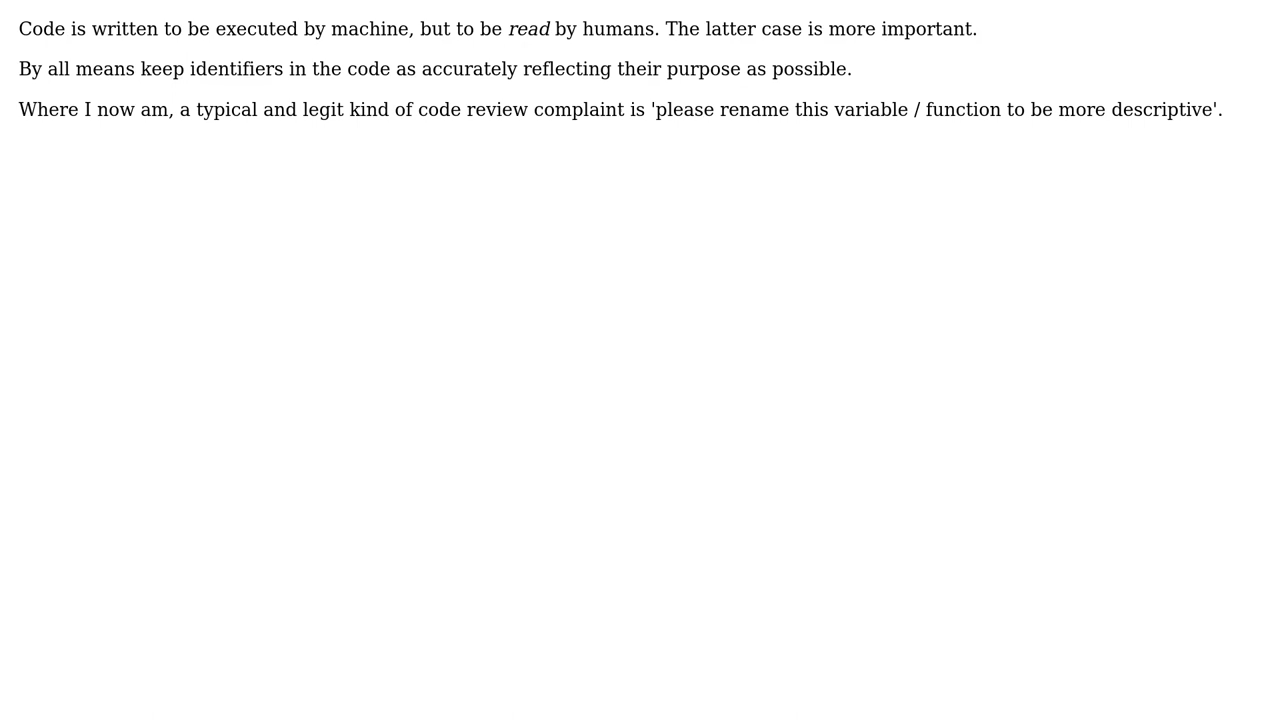 Code is written to be executed by machine, but to be read by humans. The latter case is more important.
By all means keep identifiers in the code as accurately reflecting their purpose as possible.
Where I now am, a typical and legit kind of code review complaint is 'please rename this variable / function to be more descriptive'.